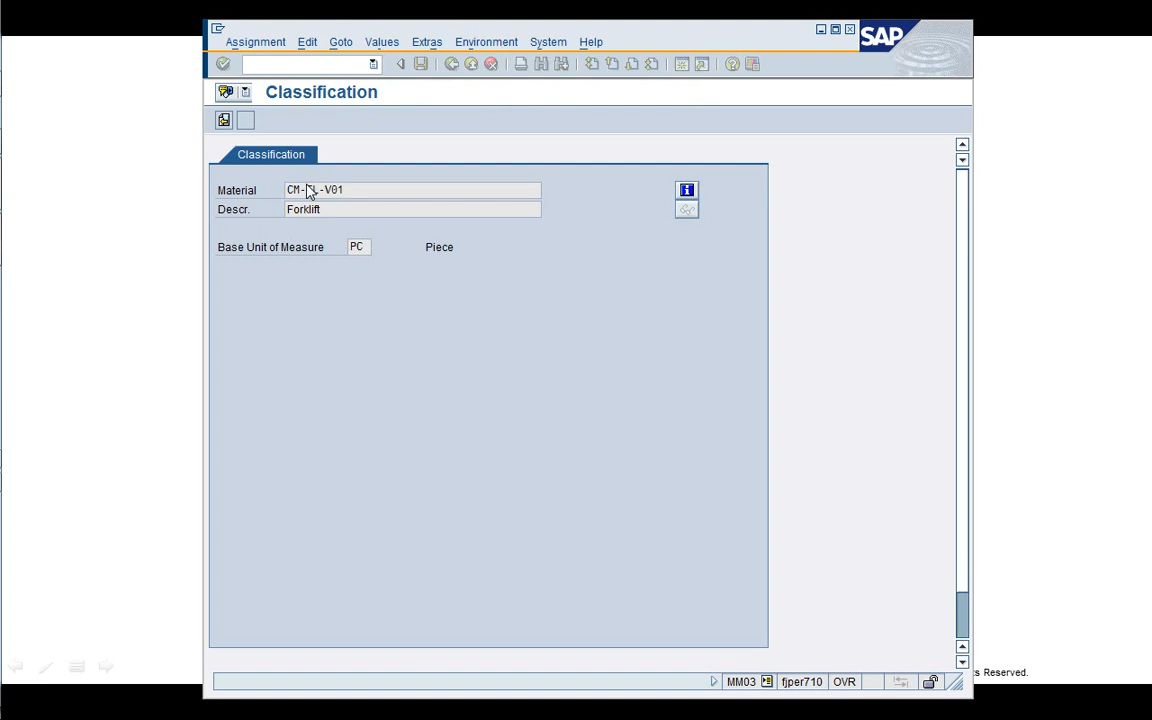 SAP
Assignment Edit Goto Values Extras Environment System Help
Classification
Classification
Material
Descr. Forklift
Base Unit of Measure PC Piece
MM03 fjper710 OVR
Reserved.